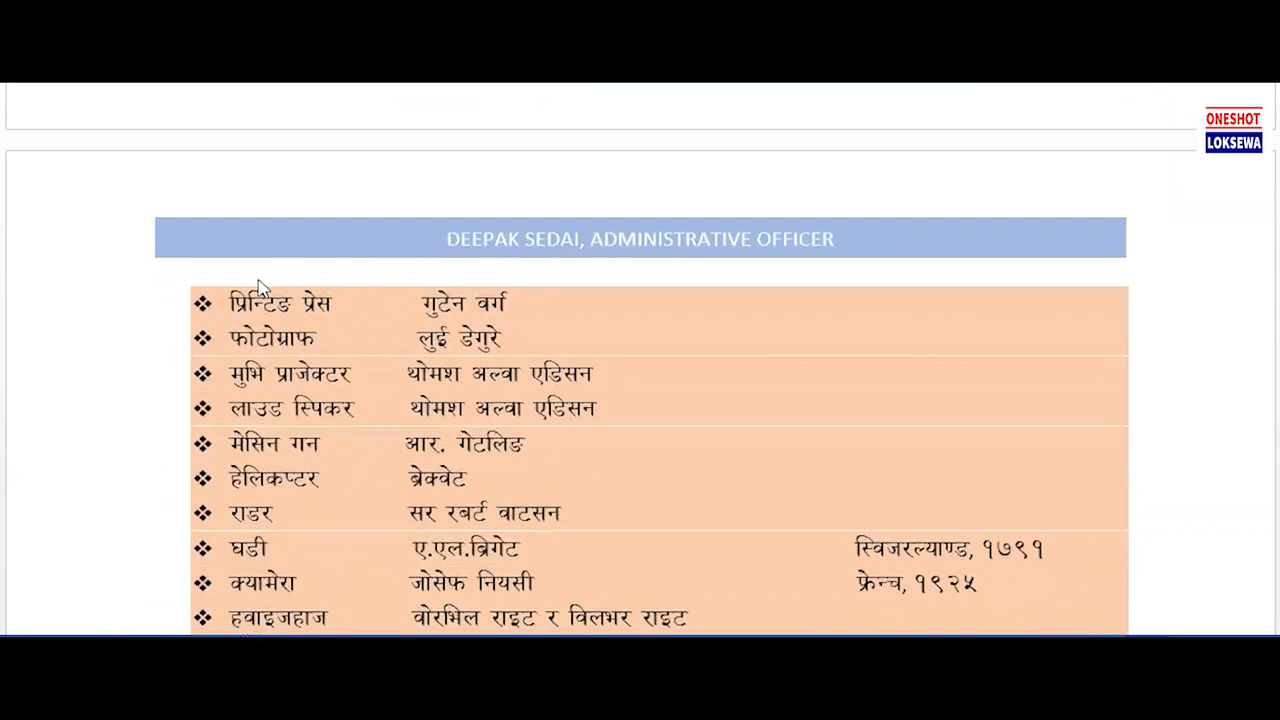 ONESHOT
LOKSEWA
DEEPAK SEDAI, ADMINISTRATIVE OFFICER
❖ प्रिन्टिङ प्रेस गुटेन वर्ग
❖ फोटोग्राफ लुई डेगुरे
❖ मुभि प्राजेक्टर थोमश अल्वा एडिसन
❖ लाउड स्पिकर थोमश अल्वा एडिसन
❖ मेसिन गन आर. गेटलिङ
❖ हेलिकप्टर ब्रेक्वेट
❖ राडर सर रबर्ट वाटसन
❖ घडी ए.एल.ब्रिगेट स्विजरल्याण्ड, १७९१
❖ क्यामेरा जोसेफ नियसी फ्रेन्च, १९२५
❖ हवाइजहाज वोरभिल राइट र विलभर राइट